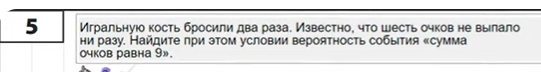 5
Игральную кость бросили два раза. Известно, что шесть очков не выпало
ни разу. Найдите при этом условии вероятность события «сумма
очков равна 9».